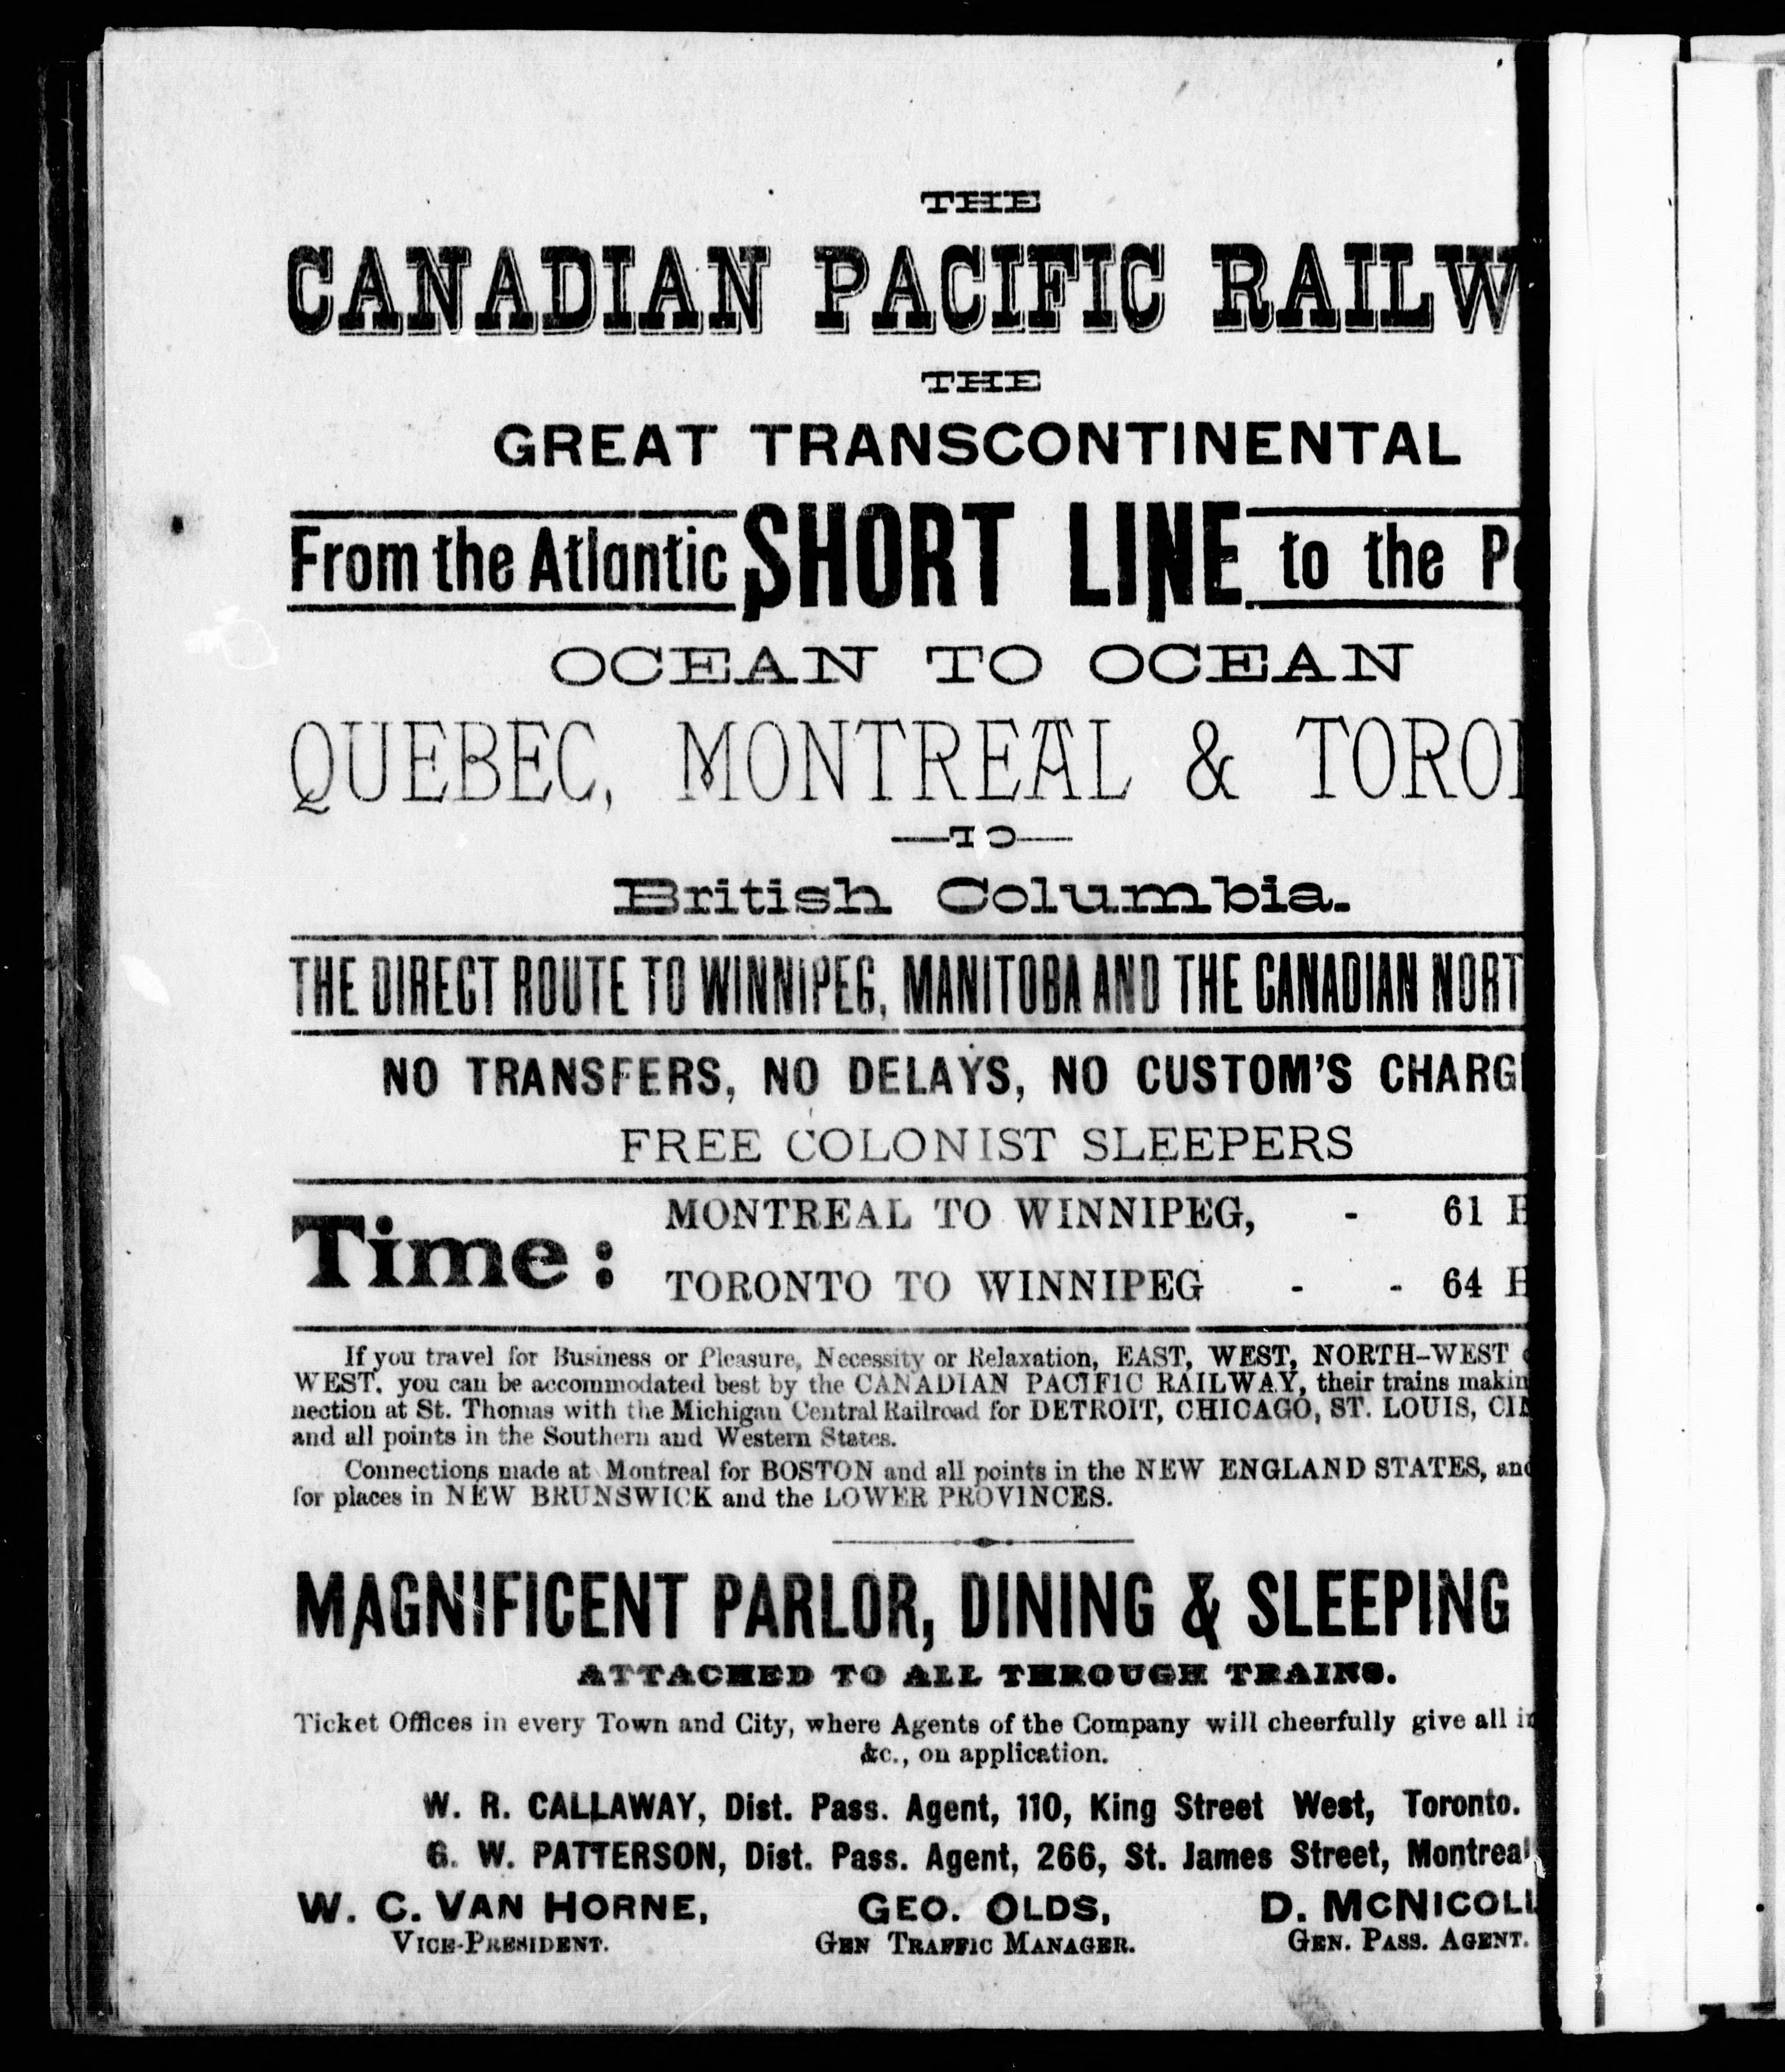 THE
CANADIAN PACIFIC RAILW
THE
GREAT TRANSCONTINENTAL
From the Atlantic SHORT LINE to the P
OCEAN TO OCEAN
QUEBEC, MONTREAL & TORO
—TO—
British Columbia.
THE DIRECT ROUTE TO WINNIPEG, MANITOBA AND THE CANADIAN NORT
NO TRANSFERS, NO DELAYS, NO CUSTOM'S CHARG
FREE COLONIST SLEEPERS
Time:
MONTREAL TO WINNIPEG, - 61 H
TORONTO TO WINNIPEG - - 64 H
If you travel for Business or Pleasure, Necessity or Relaxation, EAST, WEST, NORTH-WEST
WEST. you can be accommodated best by the CANADIAN PACIFIC RAILWAY, their trains makin
nection at St. Thomas with the Michigan Central Railroad for DETROIT, CHICAGO, ST. LOUIS, CI
and all points in the Southern and Western States.
Connections made at Montreal for BOSTON and all points in the NEW ENGLAND STATES, and
for places in NEW BRUNSWICK and the LOWER PROVINCES.
MAGNIFICENT PARLOR, DINING & SLEEPING
ATTACHED TO ALL THROUGH TRAINS.
Ticket Offices in every Town and City, where Agents of the Company will cheerfully give all i
&c., on application.
W. R. CALLAWAY, Dist. Pass. Agent, 110, King Street West, Toronto.
G. W. PATTERSON, Dist. Pass. Agent, 266, St. James Street, Montreal
W. C. VAN HORNE, GEO. OLDS, D. MCNICOLL
VICE-PRESIDENT. GEN TRAFFIC MANAGER. GEN. PASS. AGENT.